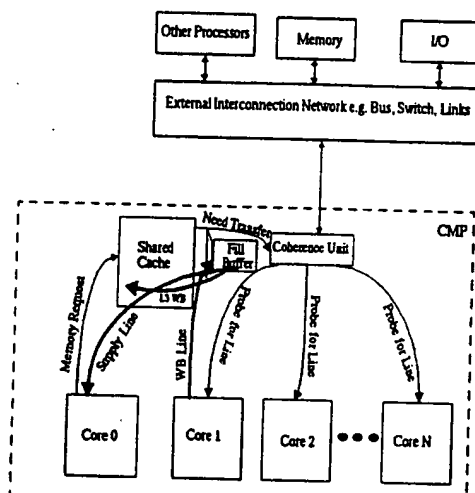 Other Processors
Memory
I/O
External Interconnection Network e.g. Bus, Switch, Links
CMP
Need Transfer
Shared
Cache
Fill
Buffer
Coherence Unit
L3 WB
Memory Request
Supply Line
WB Line
Probe for Line
Probe for Line
Probe for Line
Core 0
Core 1
Core 2
Core N